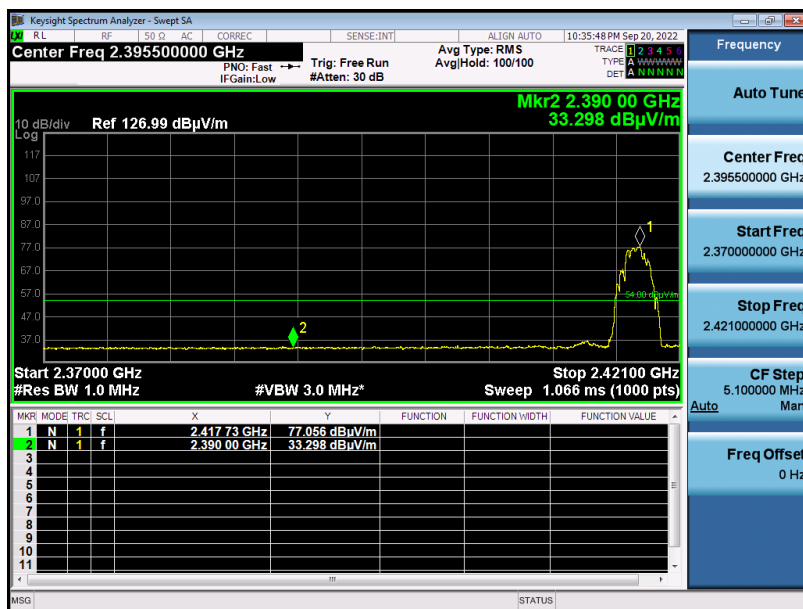 Keysight Spectrum Analyzer - Swept SA
LXI RL RF 50 Ω AC CORREC SENSE:INT ALIGN AUTO 10:35:48 PM Sep 20, 2022
Center Freq 2.395500000 GHz
PNO: Fast
IFGain:Low
Trig: Free Run
#Atten: 30 dB
Avg Type: RMS
Avg|Hold: 100/100
TRACE 1 2 3 4 5 6
TYPE A W W W W W
DET A N N N N N
Mkr2 2.390 00 GHz
33.298 dBµV/m
10 dB/div
Log
Ref 126.99 dBµV/m
117
107
97.0
87.0
77.0
67.0
57.0
47.0
37.0
1
2
54.00 dBµV/m
Start 2.37000 GHz Stop 2.42100 GHz
#Res BW 1.0 MHz #VBW 3.0 MHz* Sweep 1.066 ms (1000 pts)
MKR MODE TRC SCL X Y FUNCTION FUNCTION WIDTH FUNCTION VALUE
1 N 1 f 2.417 73 GHz 77.056 dBµV/m
2 N 1 f 2.390 00 GHz 33.298 dBµV/m
3
4
5
6
7
8
9
10
11
MSG STATUS
Frequency
Auto Tune
Center Freq
2.395500000 GHz
Start Freq
2.370000000 GHz
Stop Freq
2.421000000 GHz
CF Step
5.100000 MHz
Auto Man
Freq Offset
0 Hz